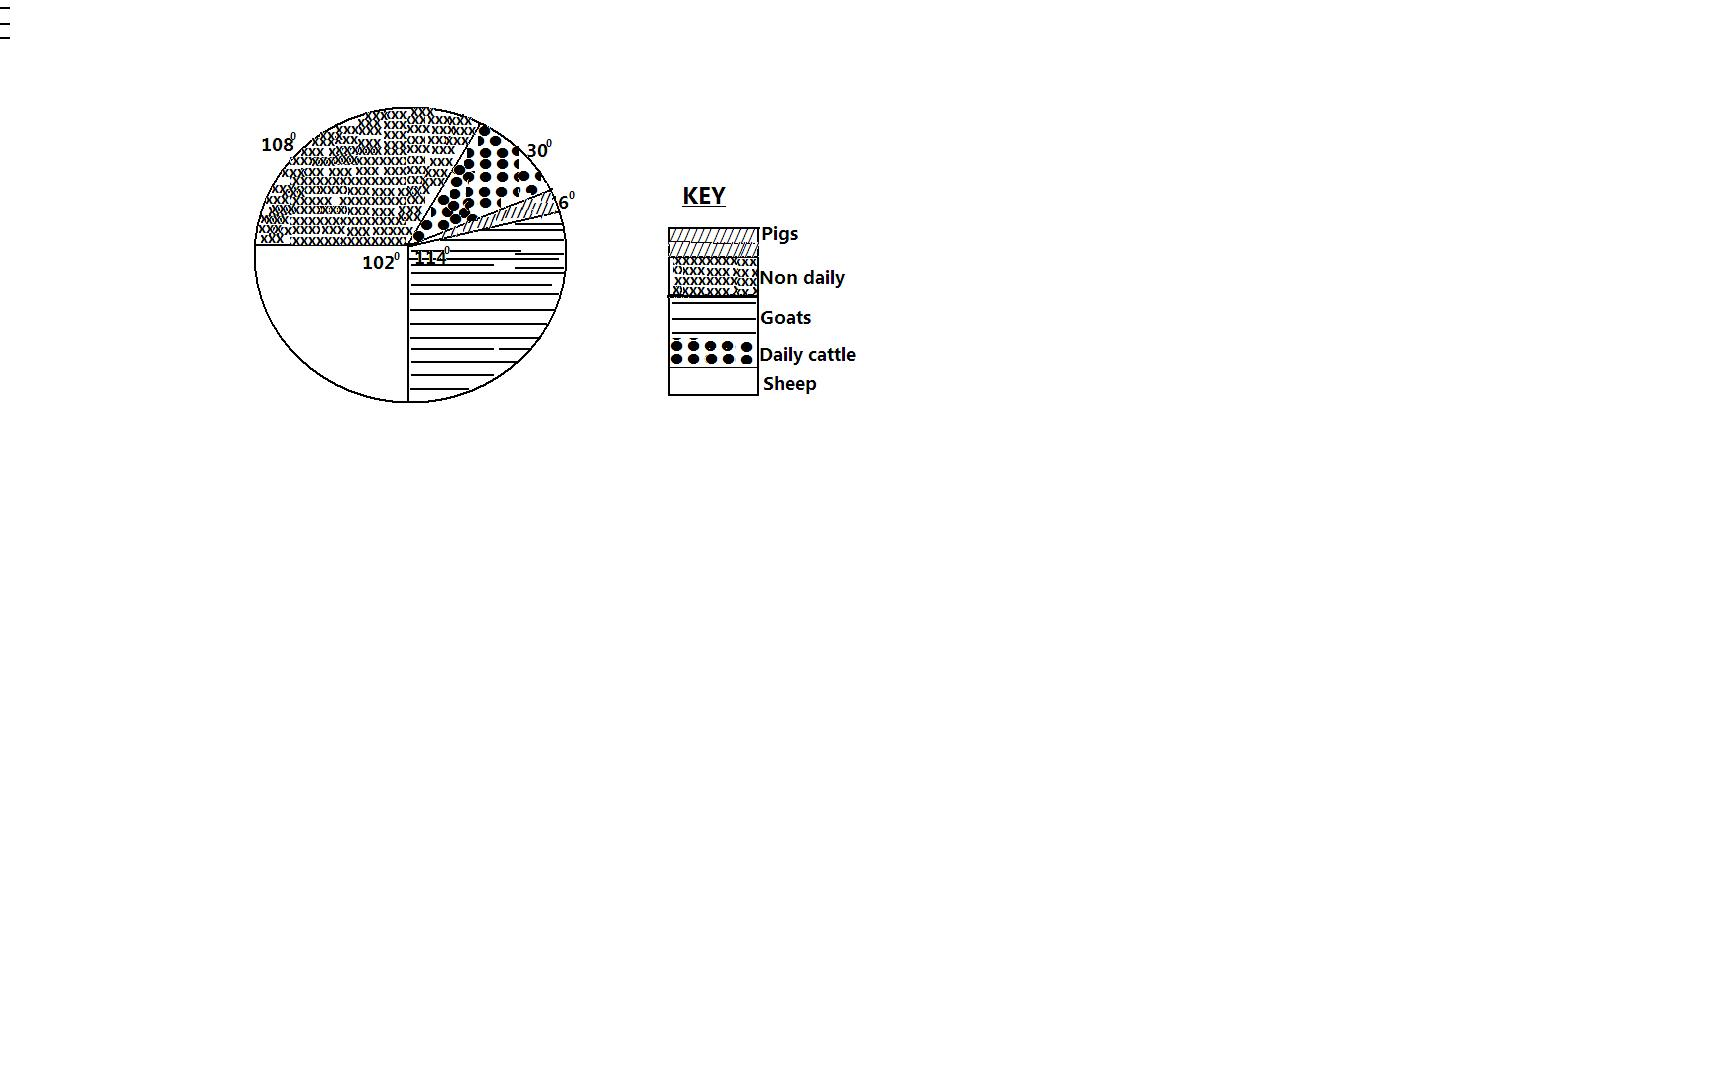 108⁰
30⁰
6⁰
102⁰
114⁰
KEY
Pigs
Non daily
Goats
Daily cattle
Sheep